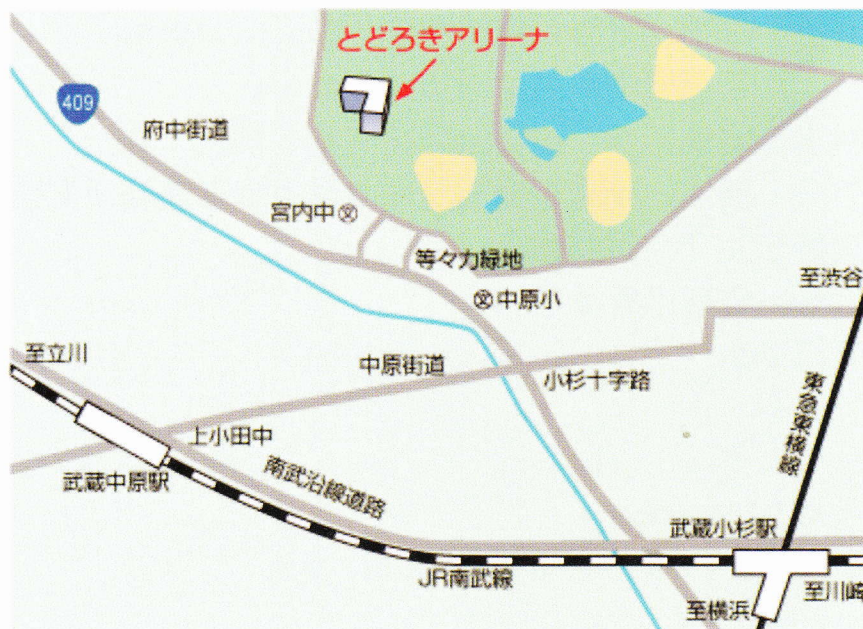 とどろきアリーナ
409
府中街道
宮内中
文
等々力緑地
文
中原小
至渋谷
至立川
中原街道
小杉十字路
東急東横線
上小田中
武蔵中原駅
南武沿線道路
武蔵小杉駅
JR南武線
至川崎
至横浜